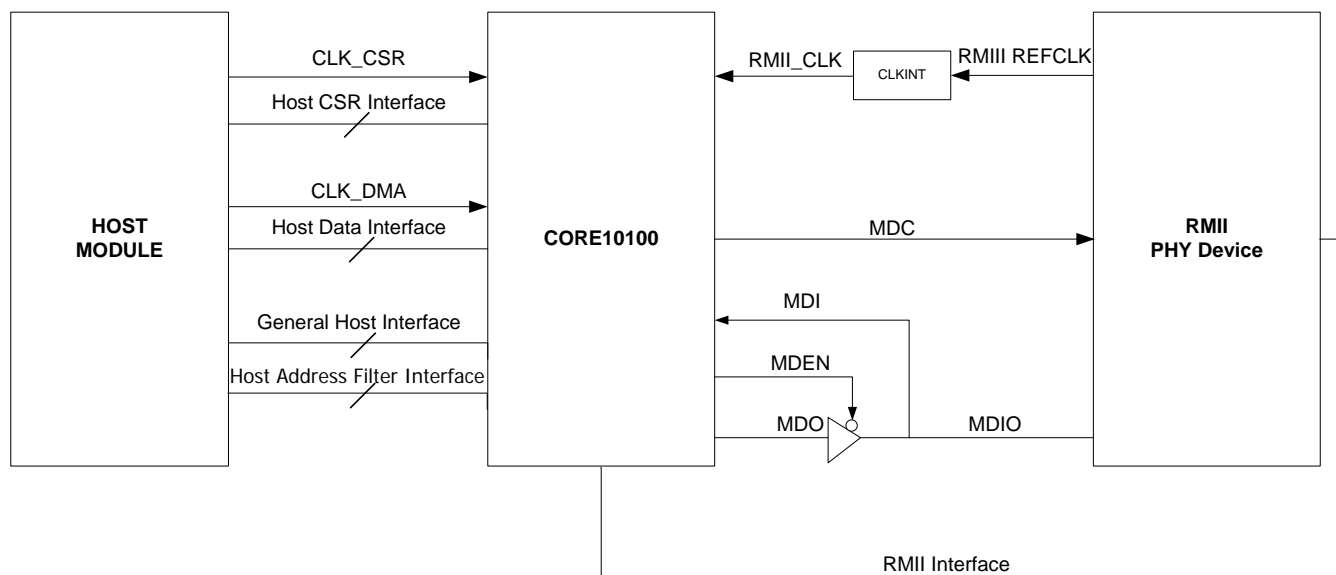 HOST
MODULE
CLK_CSR
Host CSR Interface
CLK_DMA
Host Data Interface
General Host Interface
Host Address Filter Interface
CORE10100
RMII_CLK
CLKINT
RMIII REFCLK
MDC
MDI
MDEN
MDO
MDIO
RMII
PHY Device
RMII Interface